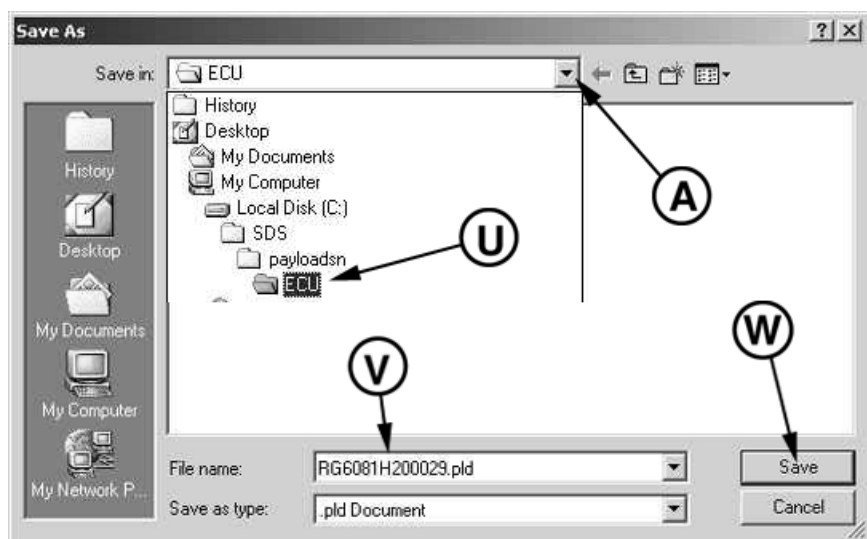 Save As
? ×
Save in:
ECU
History
Desktop
My Documents
My Computer
Local Disk (C:)
SDS
payloadsn
ECU
History
Desktop
My Documents
My Computer
My Network P...
A
U
V
W
File name:
RG6081H200029.pld
Save
Save as type:
.pld Document
Cancel